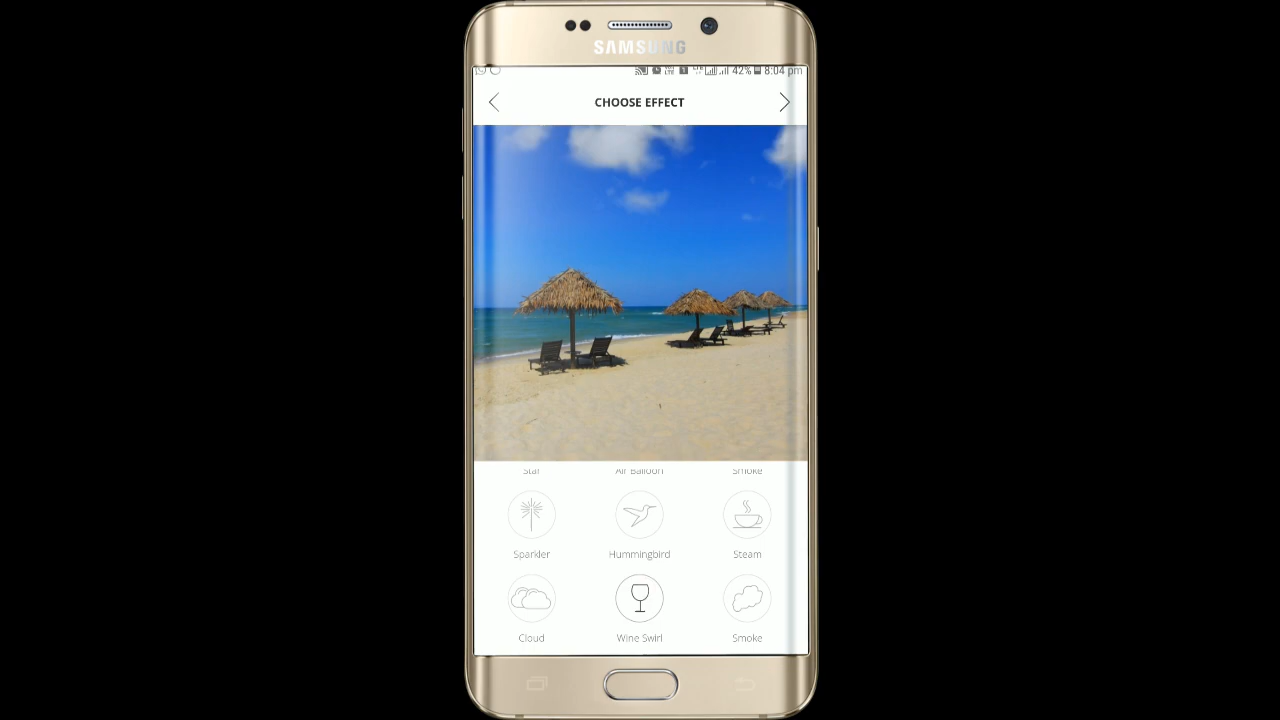 SAMSUNG
42% 8:04 pm
CHOOSE EFFECT
Star Air Balloon Smoke
Sparkler Hummingbird Steam
Cloud Wine Swirl Smoke